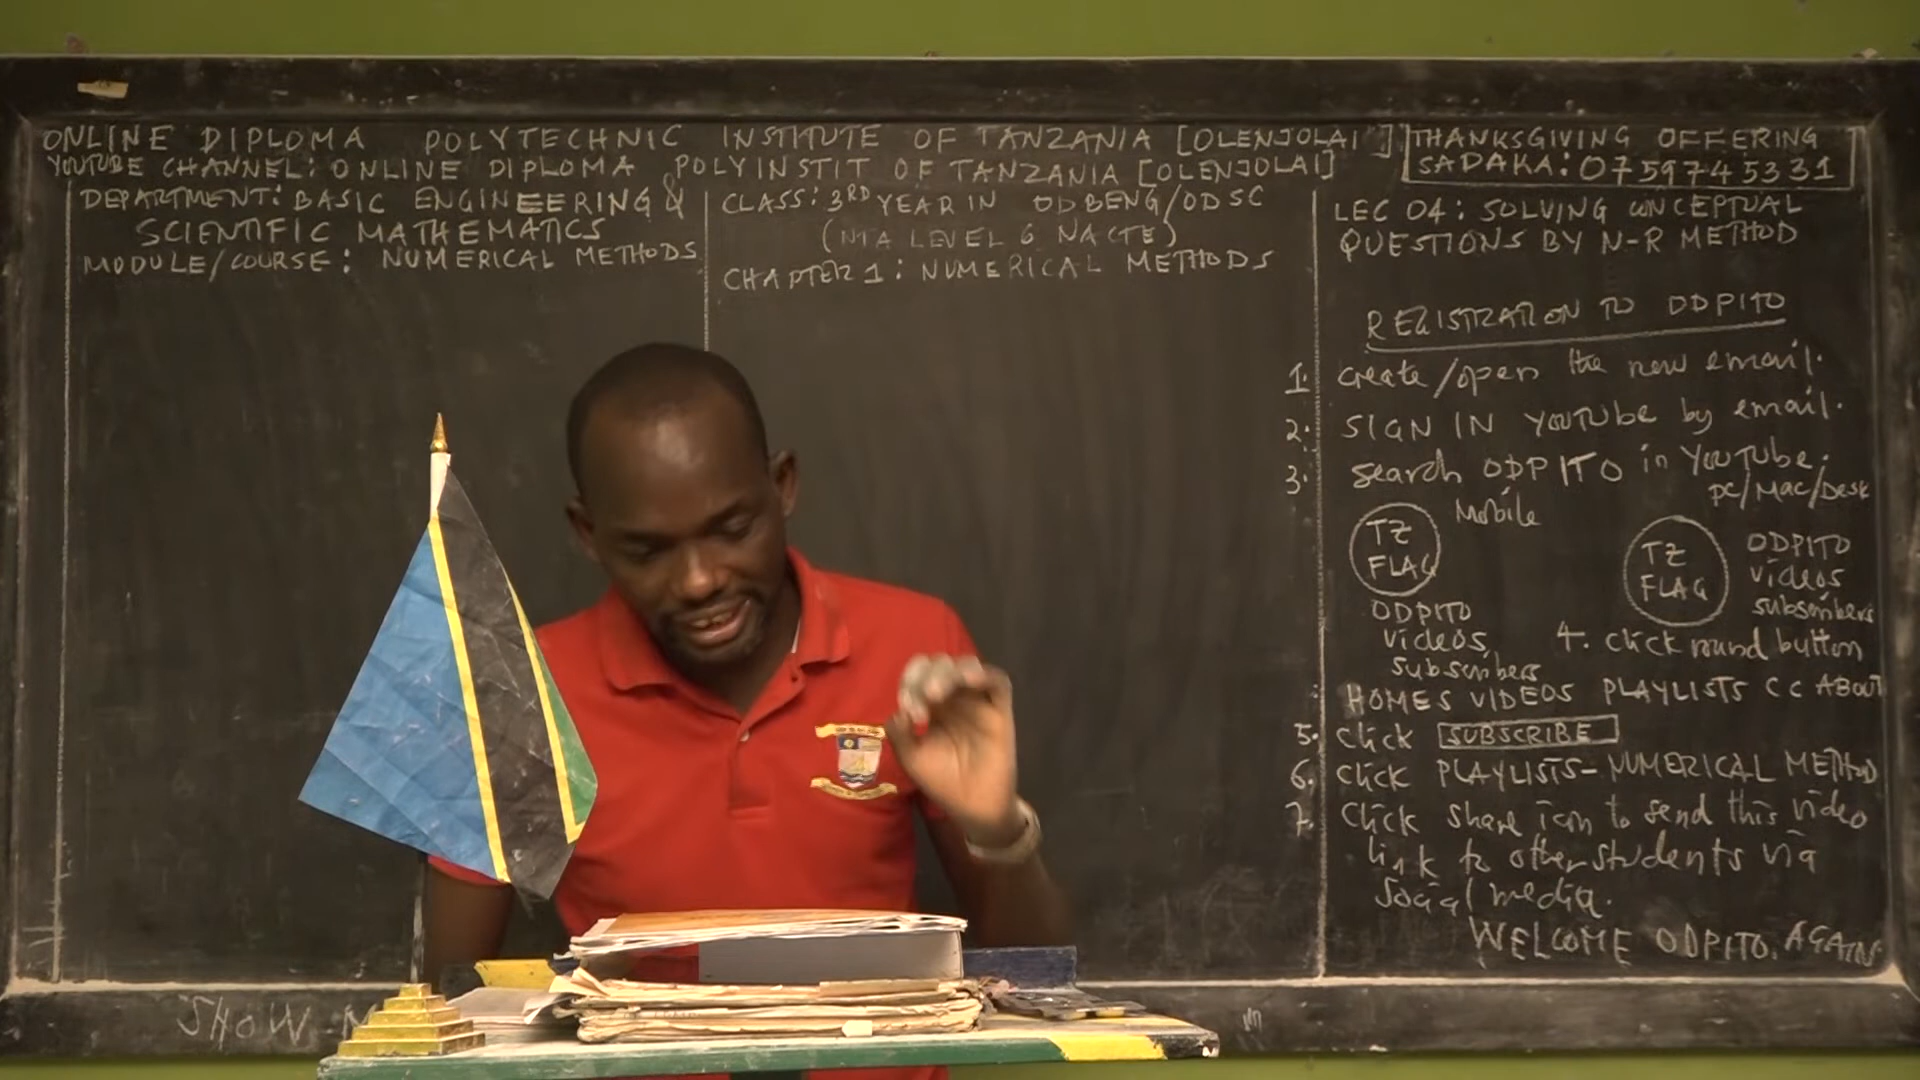 ONLINE DIPLOMA POLYTECHNIC INSTITUTE OF TANZANIA [OLENJOLAI]
YOUTUBE CHANNEL: ONLINE DIPLOMA POLYINSTIT OF TANZANIA [OLENJOLAI]
THANKSGIVING OFFERING
SADAKA: 0759745331
DEPARTMENT: BASIC ENGINEERING &
SCIENTIFIC MATHEMATICS
MODULE/COURSE: NUMERICAL METHODS
CLASS: 3RD YEAR IN ODBENG/ODSC
(NTA LEVEL 6 NACTE)
CHAPTER 1: NUMERICAL METHODS
LEC 04: SOLVING CONCEPTUAL
QUESTIONS BY N-R METHOD
REGISTRATION TO ODPITO
1. create/open the new email.
2. SIGN IN YOUTUBE by email.
3. search ODPITO in YouTube.
Mobile PC/Mac/Desk
TZ
FLAG
ODPITO
videos,
subscribers
TZ
FLAG
ODPITO
videos
subscribers
4. click round button
HOMES VIDEOS PLAYLISTS CC ABOUT
5. click SUBSCRIBE
6. click PLAYLISTS-NUMERICAL METHOD
7. Click share icon to send this video
link to other students via
social media.
WELCOME ODPITO. AGAIN
SHOW